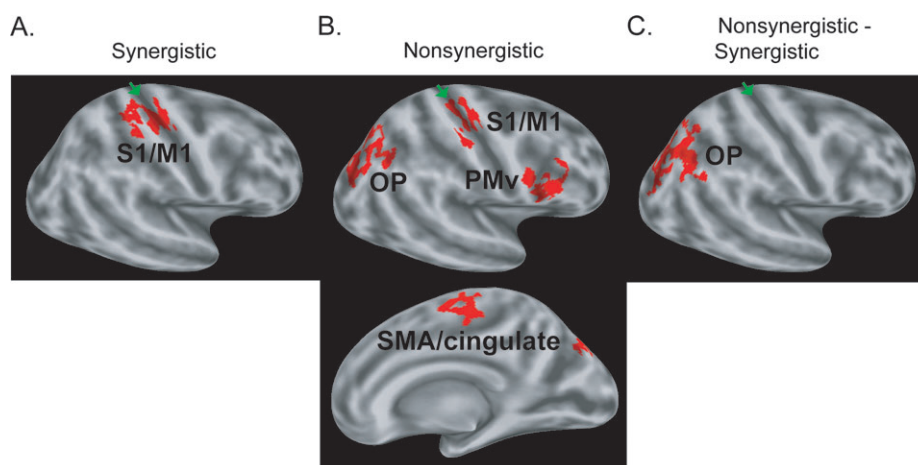 A.
Synergistic
S1/M1
B.
Nonsynergistic
S1/M1
OP
PMv
SMA/cingulate
C.
Nonsynergistic -
Synergistic
OP